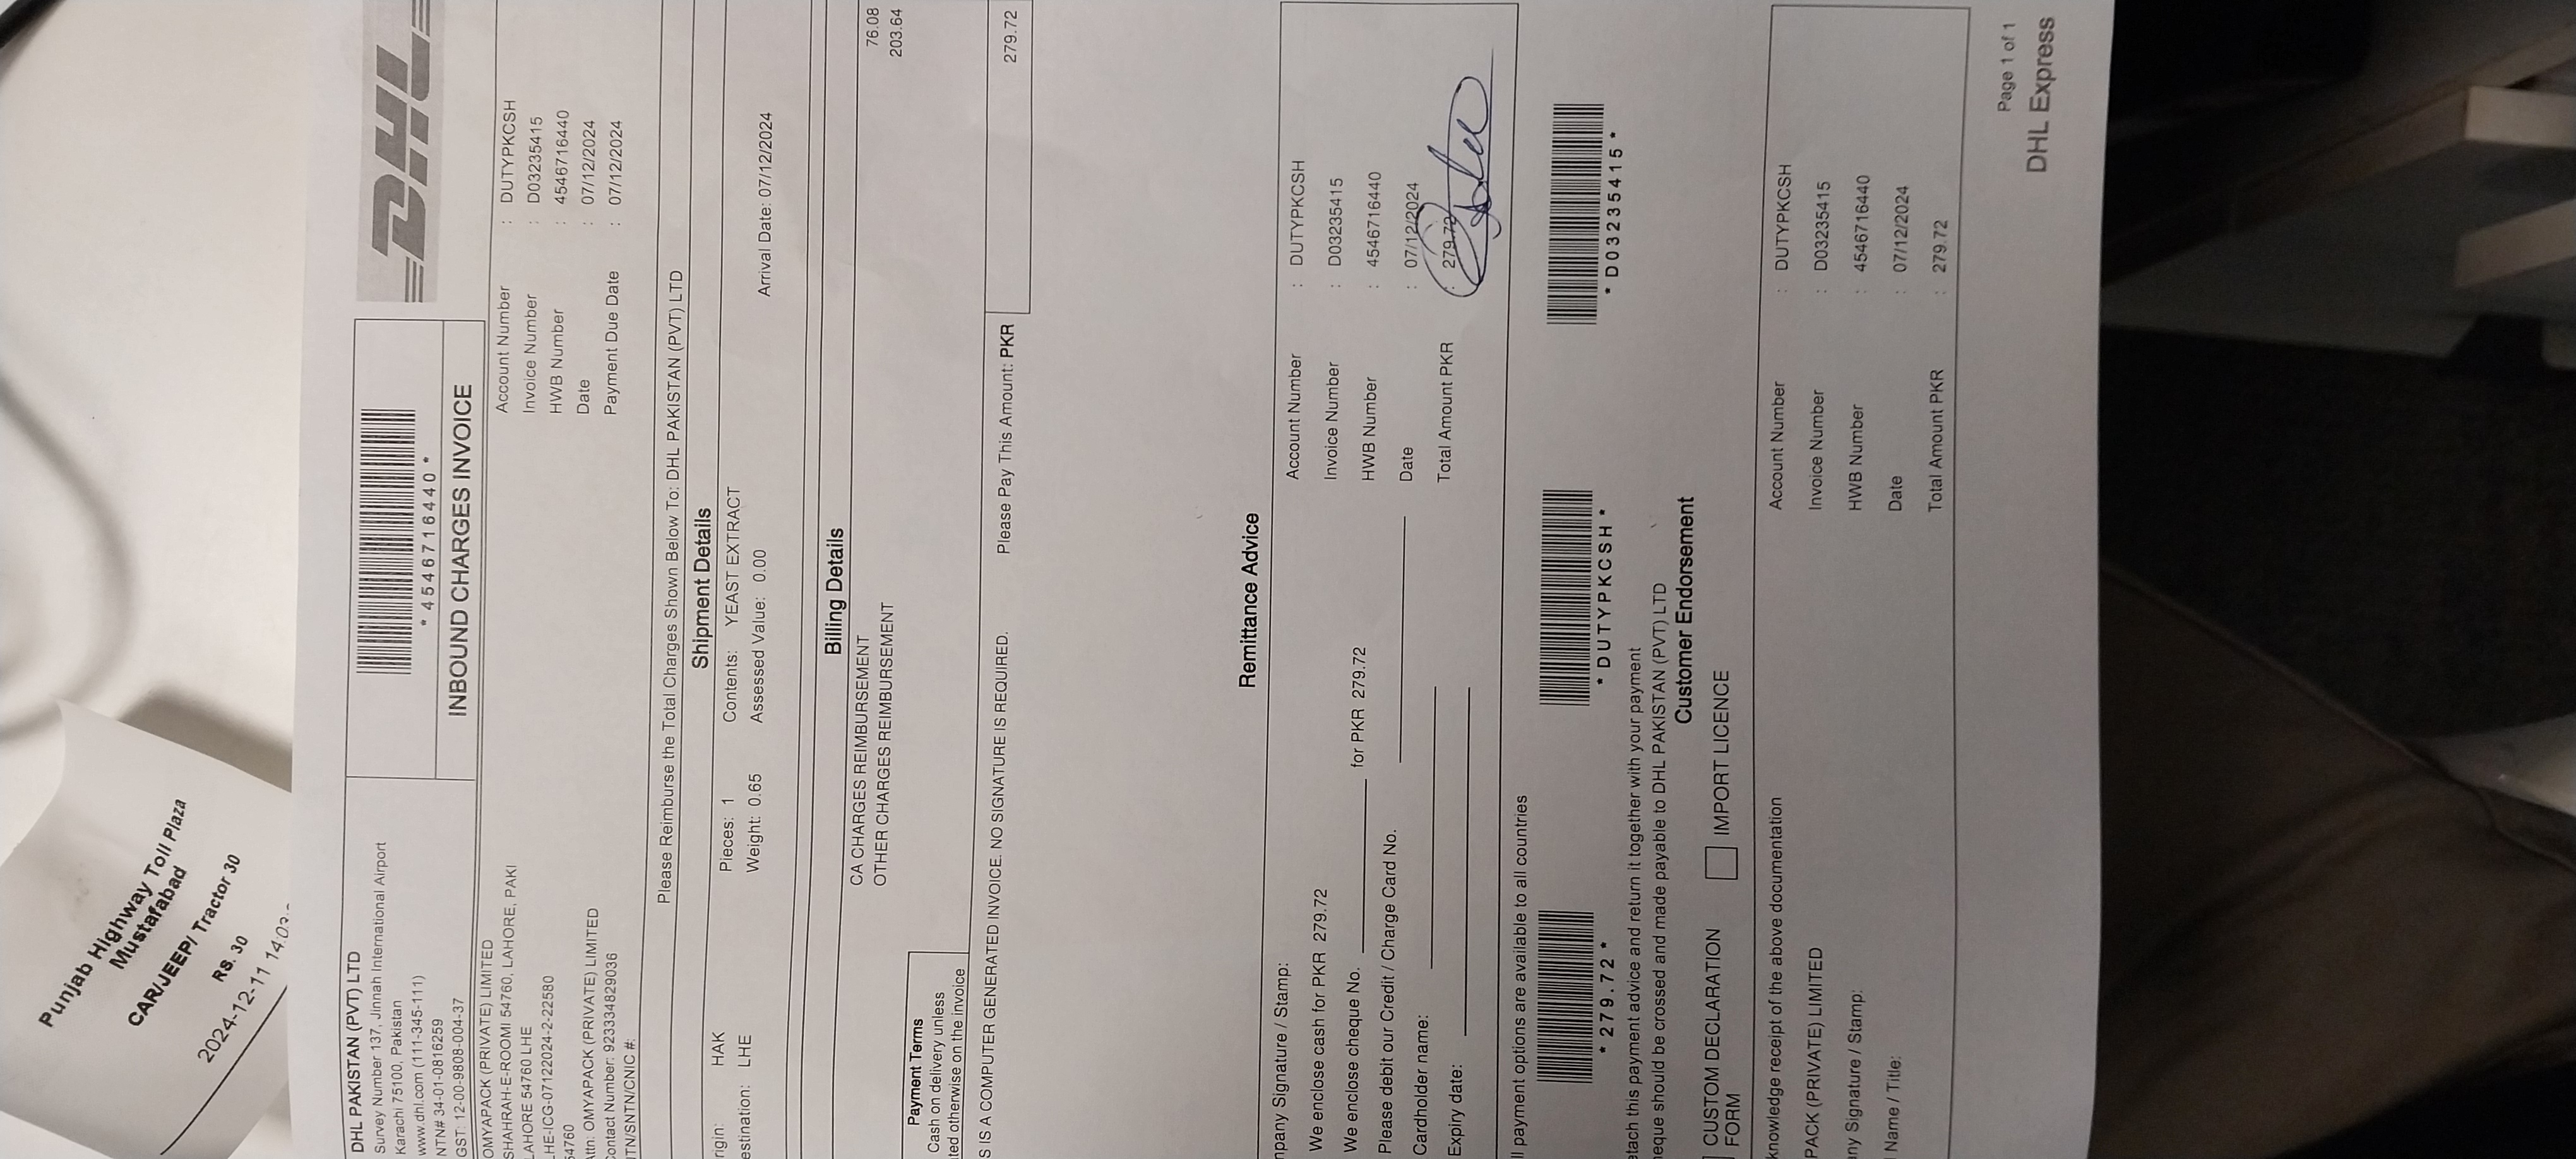 Punjab Highway Toll Plaza
Mustafabad
CAR/JEEP/ Tractor 30
RS. 30
2024-12-11 14:03:
DHL PAKISTAN (PVT) LTD
Survey Number 137, Jinnah International Airport
Karachi 75100, Pakistan
www.dhl.com (111-345-111)
NTN# 34-01-0816259
GST: 12-00-9808-004-37
* 4546716440 *
INBOUND CHARGES INVOICE
DHL
OMYAPACK (PRIVATE) LIMITED
SHAHRAH-E-ROOMI 54760, LAHORE, PAKI
LAHORE 54760 LHE
LHE-ICG-07122024-2-22580
54760
Attn: OMYAPACK (PRIVATE) LIMITED
Contact Number: 923334829036
NTN/SNTN/CNIC #:
Account Number : DUTYPKCSH
Invoice Number : D03235415
HWB Number : 4546716440
Date : 07/12/2024
Payment Due Date : 07/12/2024
Please Reimburse the Total Charges Shown Below To: DHL PAKISTAN (PVT) LTD
Shipment Details
rigin: HAK Pieces: 1 Contents: YEAST EXTRACT
estination: LHE Weight: 0.65 Assessed Value: 0.00 Arrival Date: 07/12/2024
Billing Details
CA CHARGES REIMBURSEMENT 76.08
OTHER CHARGES REIMBURSEMENT 203.64
Payment Terms
Cash on delivery unless
ted otherwise on the invoice
S IS A COMPUTER GENERATED INVOICE. NO SIGNATURE IS REQUIRED. Please Pay This Amount: PKR 279.72
Remittance Advice
mpany Signature / Stamp:
We enclose cash for PKR 279.72
We enclose cheque No. for PKR 279.72
Please debit our Credit / Charge Card No.
Cardholder name:
Expiry date:
Account Number : DUTYPKCSH
Invoice Number : D03235415
HWB Number : 4546716440
Date : 07/12/2024
Total Amount PKR : 279.72
ll payment options are available to all countries
* 279.72 * * DUTYPKCSH * * D03235415 *
etach this payment advice and return it together with your payment
heque should be crossed and made payable to DHL PAKISTAN (PVT) LTD
Customer Endorsement
CUSTOM DECLARATION
FORM
IMPORT LICENCE
knowledge receipt of the above documentation
PACK (PRIVATE) LIMITED
any Signature / Stamp:
Name / Title:
Account Number : DUTYPKCSH
Invoice Number : D03235415
HWB Number : 4546716440
Date : 07/12/2024
Total Amount PKR : 279.72
Page 1 of 1
DHL Express